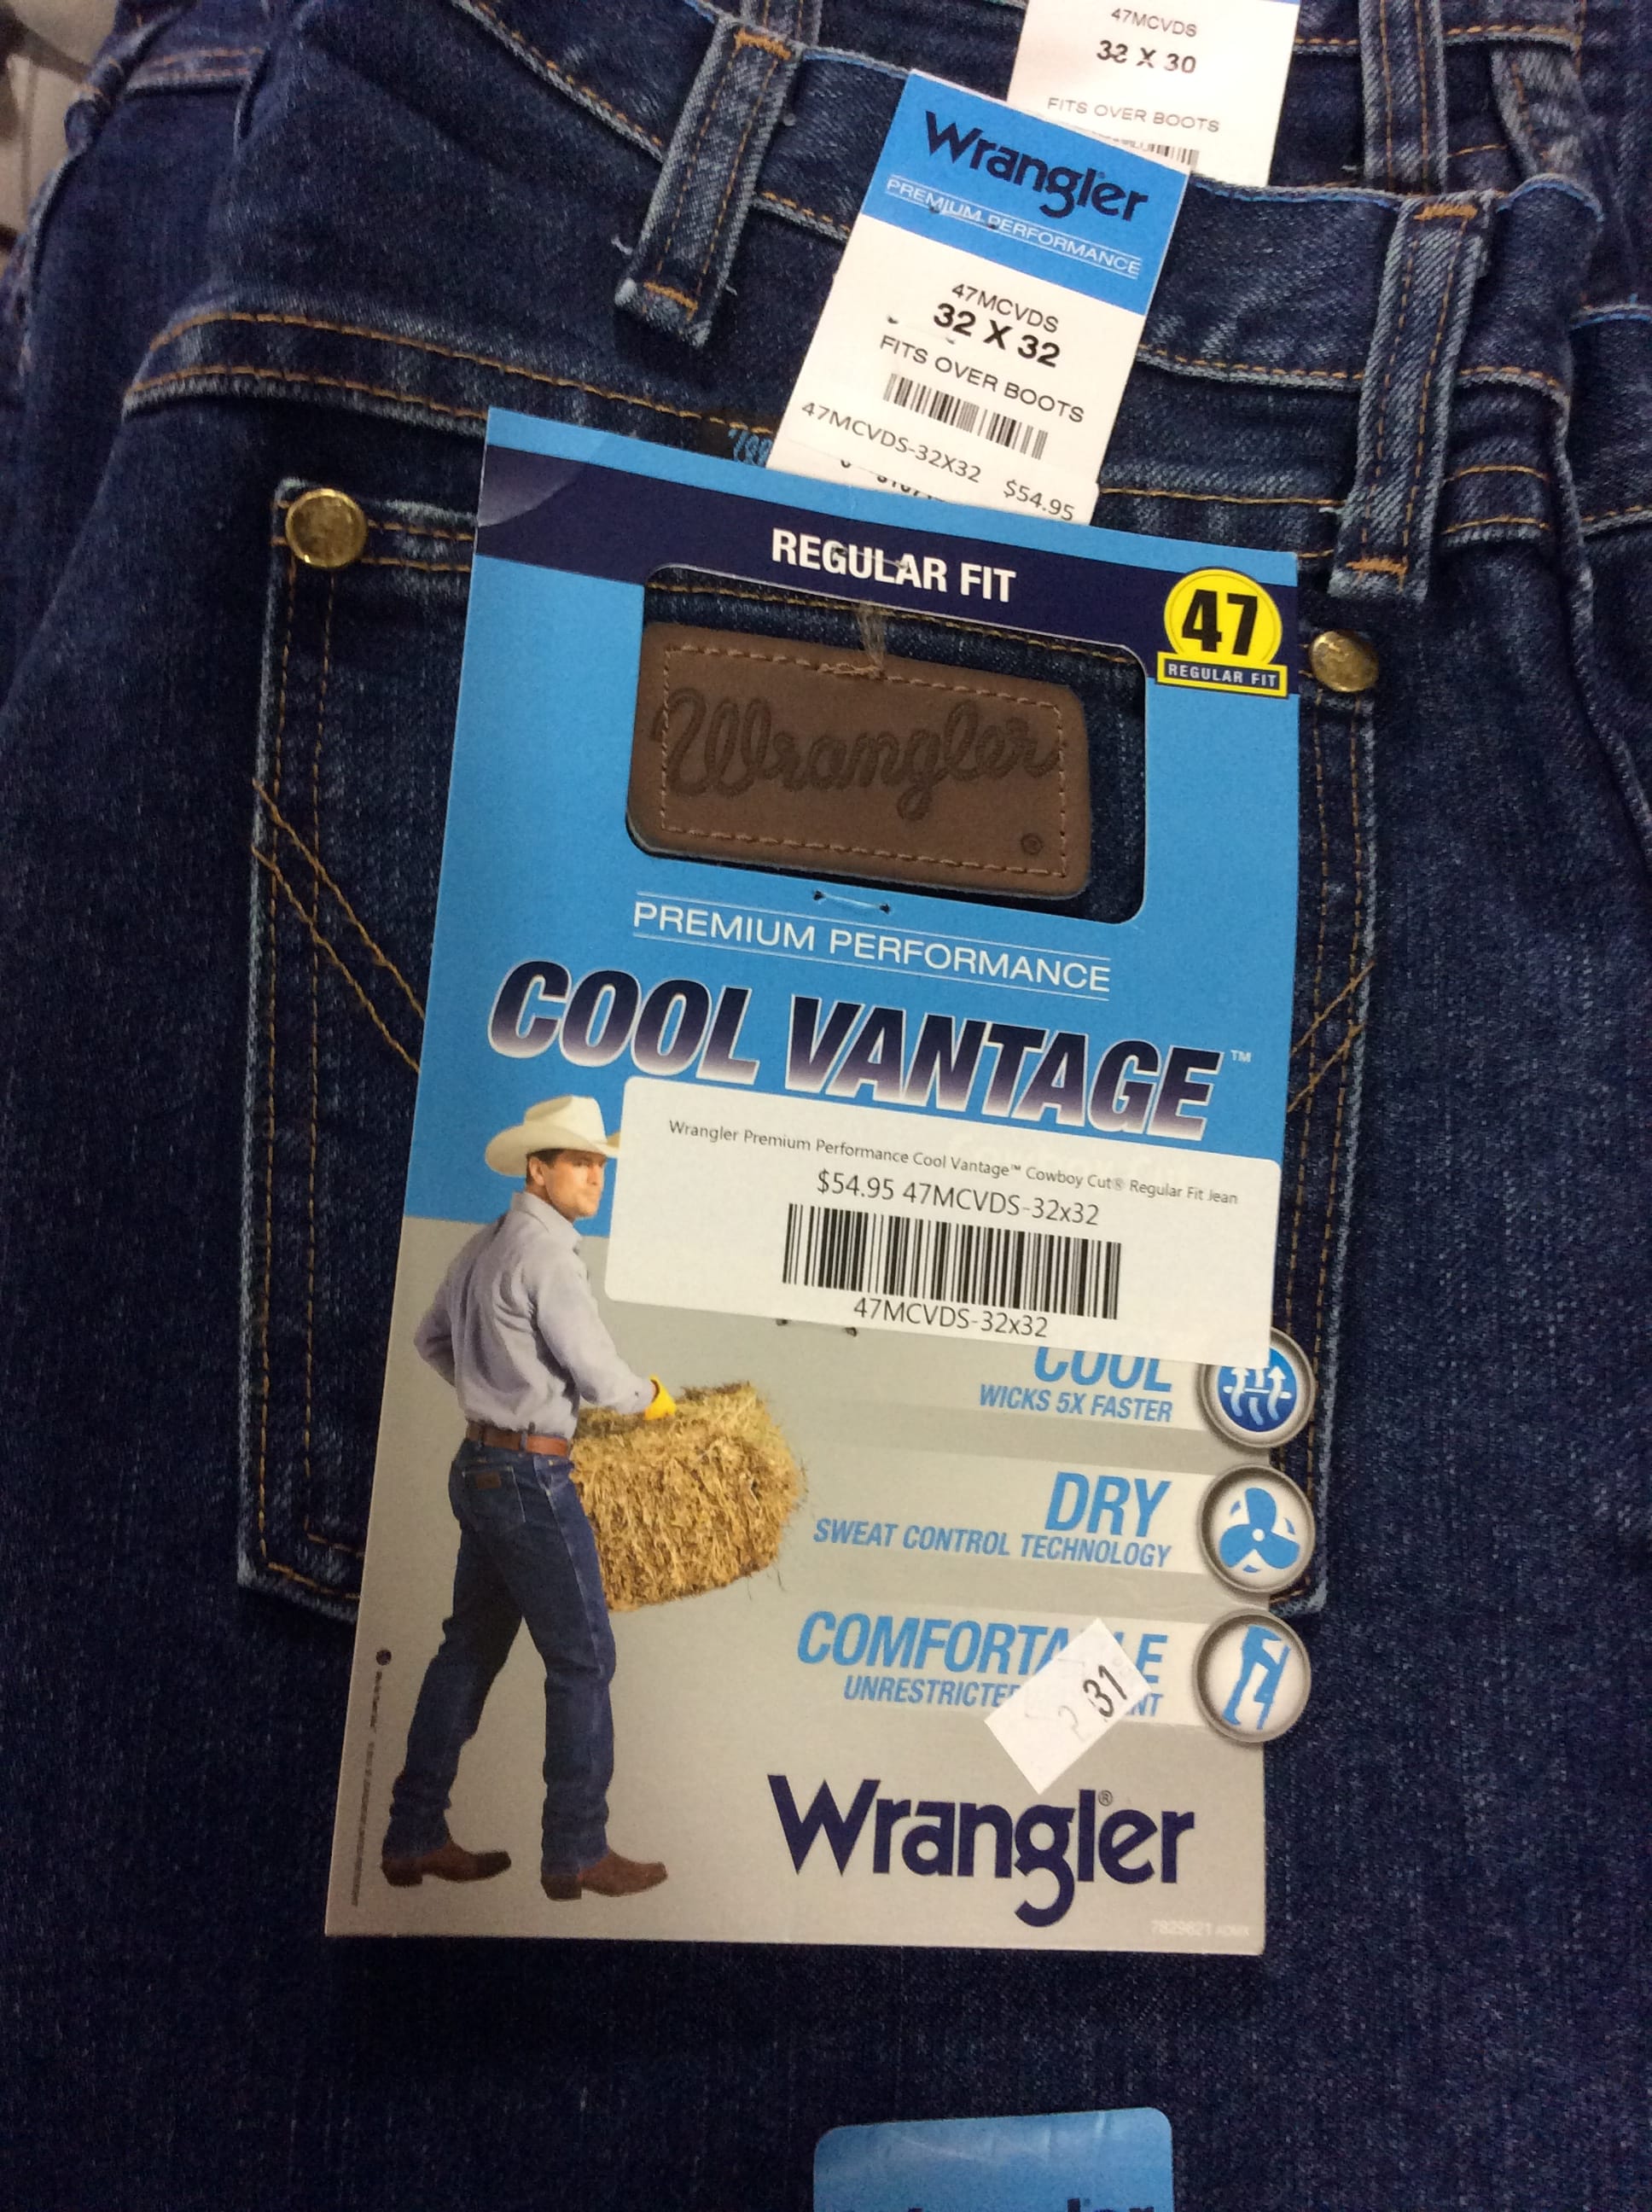 47MCVDS
32 X 30
FITS OVER BOOTS
Wrangler
PREMIUM PERFORMANCE
47MCVDS
32 X 32
FITS OVER BOOTS
47MCVDS-32X32
$54.95
REGULAR FIT
47
REGULAR FIT
Wrangler
®
PREMIUM PERFORMANCE
COOL VANTAGE™
Wrangler Premium Performance Cool Vantage™ Cowboy Cut® Regular Fit Jean
$54.95 47MCVDS-32x32
47MCVDS-32x32
COOL
WICKS 5X FASTER
DRY
SWEAT CONTROL TECHNOLOGY
31
Wrangler®